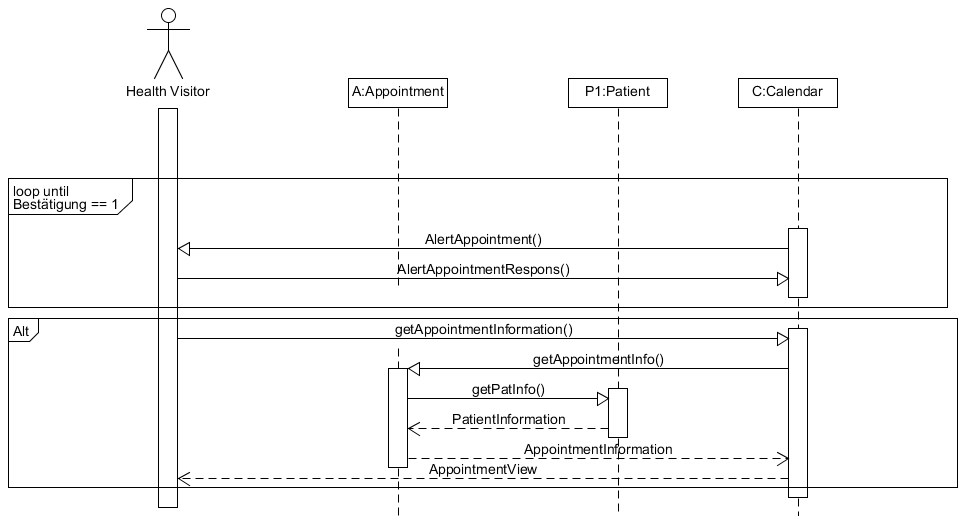 Health Visitor
A:Appointment
P1:Patient
C:Calendar
loop until
Bestätigung == 1
AlertAppointment()
AlertAppointmentRespons()
Alt
getAppointmentInformation()
getAppointmentInfo()
getPatInfo()
PatientInformation
AppointmentInformation
AppointmentView